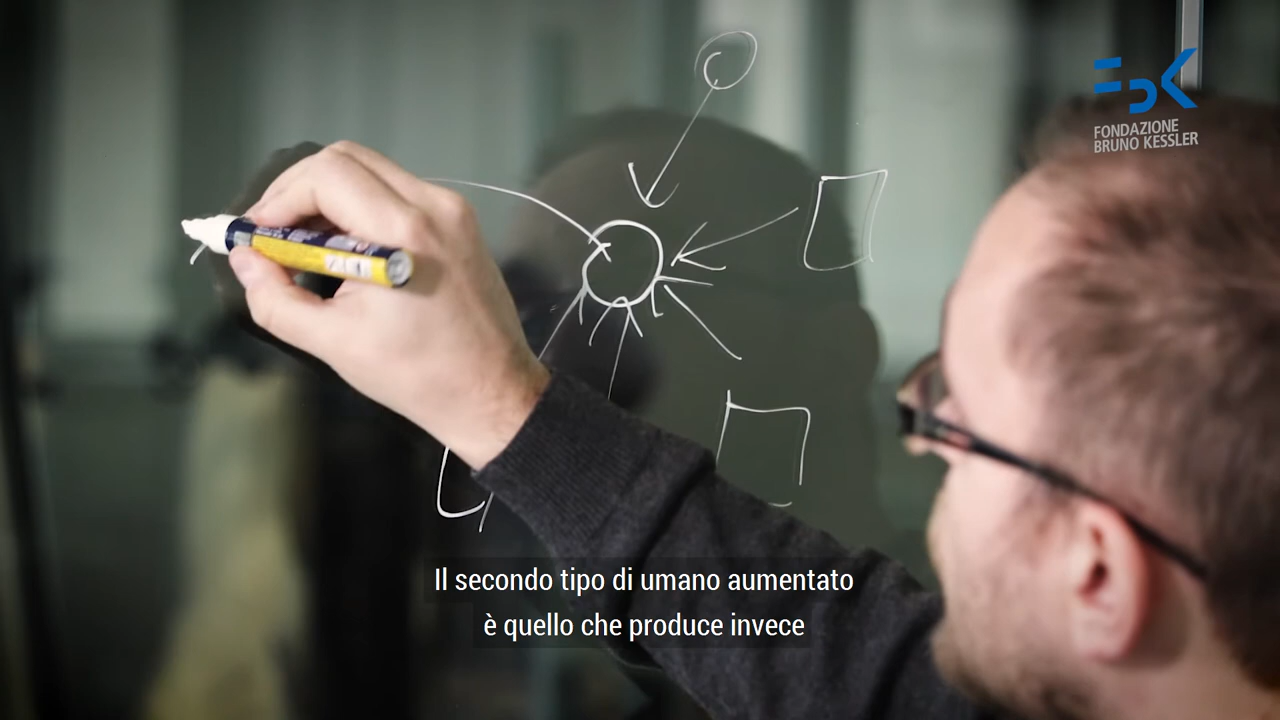 FONDAZIONE
BRUNO KESSLER
Il secondo tipo di umano aumentato
è quello che produce invece